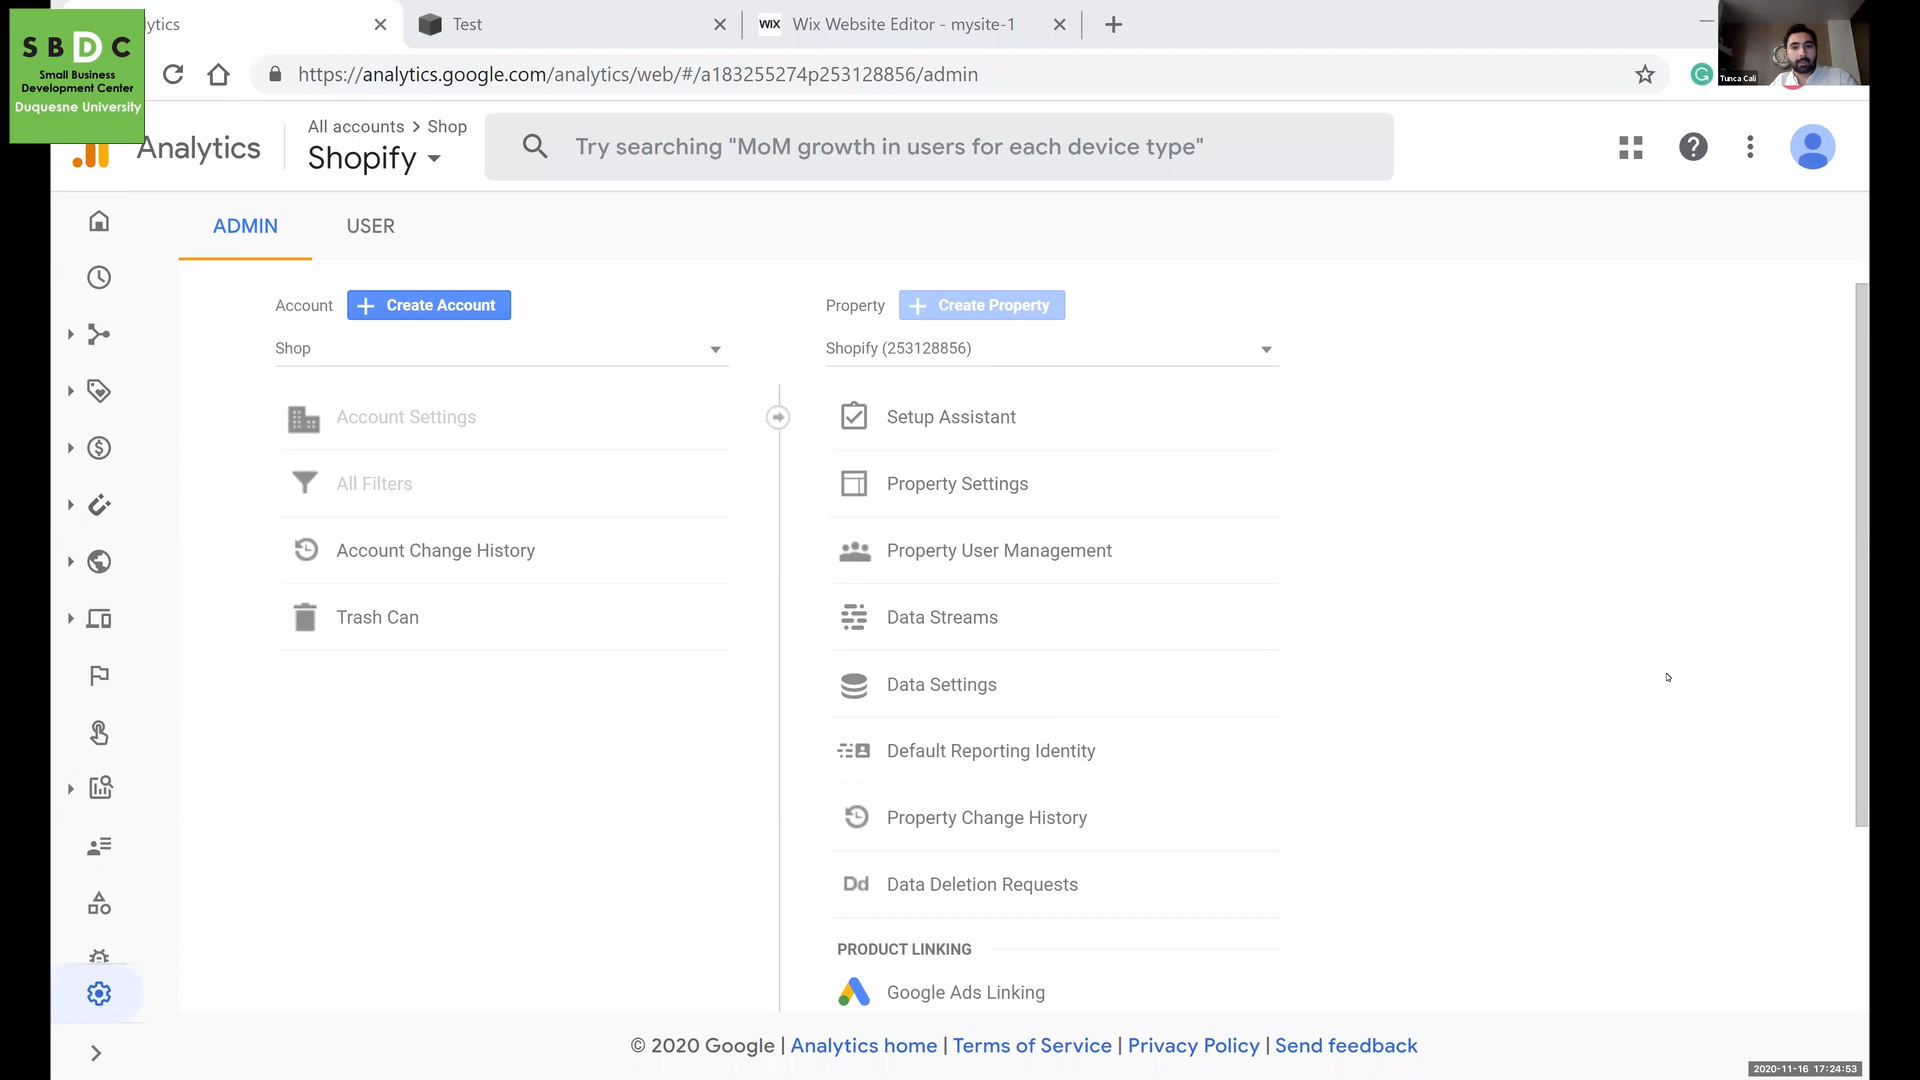 lytics
Test
WIX Wix Website Editor - mysite-1
S B D C
Small Business
Development Center
Duquesne University
https://analytics.google.com/analytics/web/#/a183255274p253128856/admin
Tunca Cali
Analytics
All accounts > Shop
Shopify
Try searching "MoM growth in users for each device type"
ADMIN
USER
Account
Create Account
Property
Create Property
Shop
Shopify (253128856)
Account Settings
All Filters
Account Change History
Trash Can
Setup Assistant
Property Settings
Property User Management
Data Streams
Data Settings
Default Reporting Identity
Property Change History
Dd Data Deletion Requests
PRODUCT LINKING
Google Ads Linking
© 2020 Google | Analytics home | Terms of Service | Privacy Policy | Send feedback
2020-11-16 17:24:53